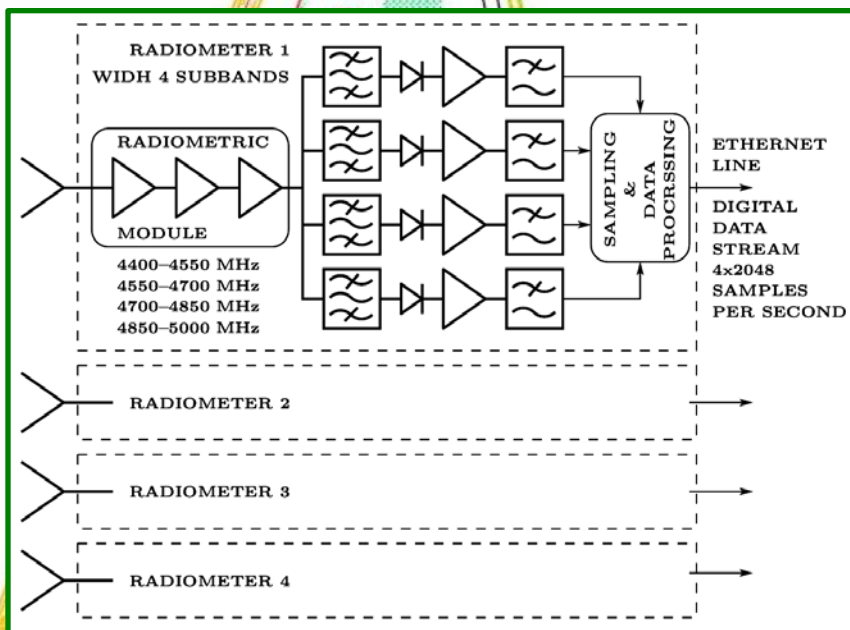 RADIOMETER 1
WIDH 4 SUBBANDS
RADIOMETRIC
MODULE
4400–4550 MHz
4550–4700 MHz
4700–4850 MHz
4850–5000 MHz
SAMPLING
&
DATA
PROCRSSING
ETHERNET
LINE
DIGITAL
DATA
STREAM
4x2048
SAMPLES
PER SECOND
RADIOMETER 2
RADIOMETER 3
RADIOMETER 4